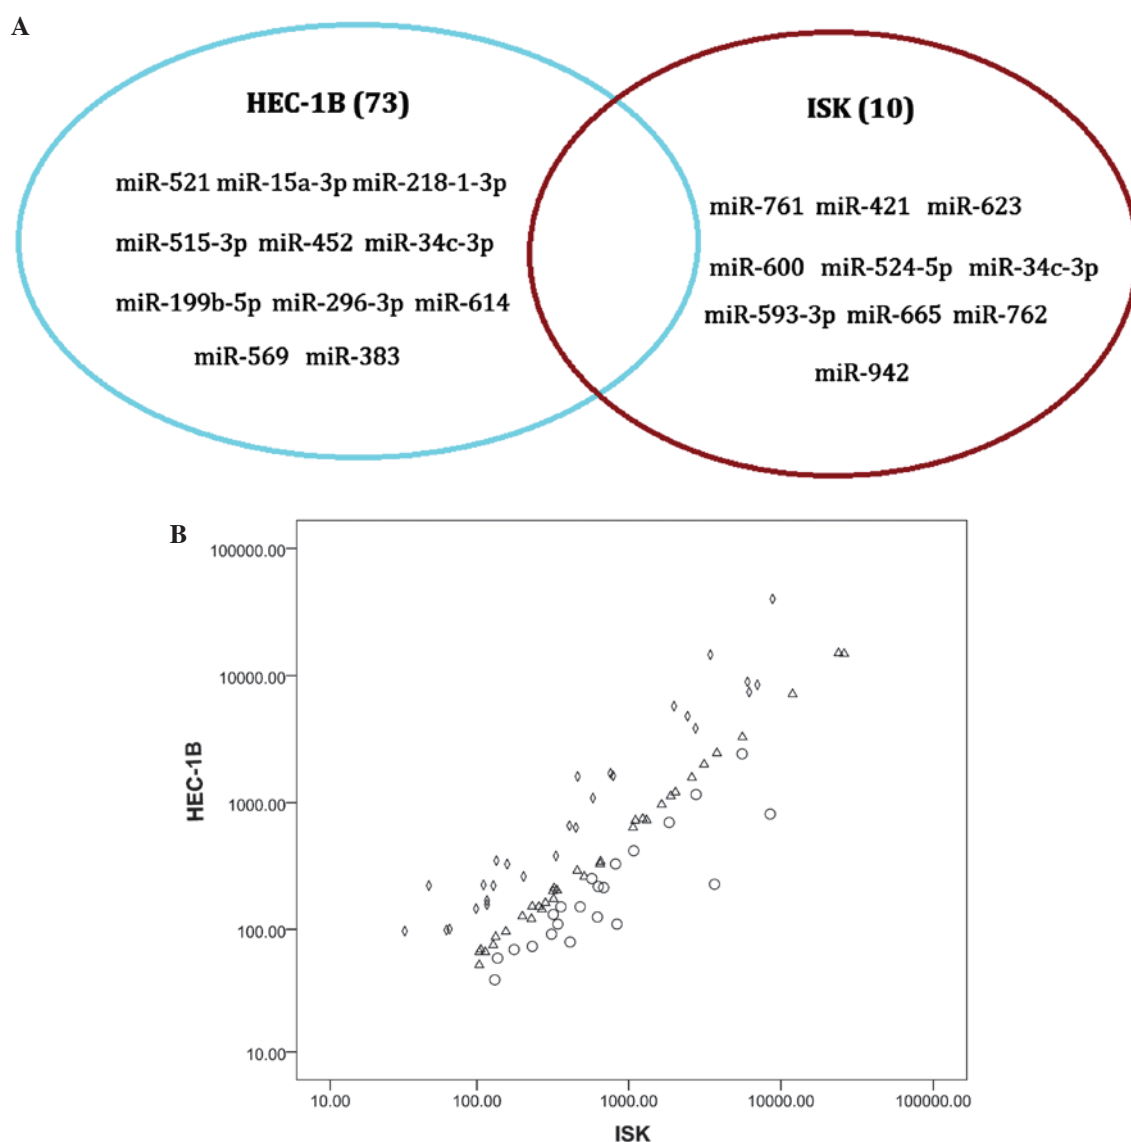 A
HEC-1B (73)
miR-521 miR-15a-3p miR-218-1-3p
miR-515-3p miR-452 miR-34c-3p
miR-199b-5p miR-296-3p miR-614
miR-569 miR-383
ISK (10)
miR-761 miR-421 miR-623
miR-600 miR-524-5p miR-34c-3p
miR-593-3p miR-665 miR-762
miR-942
B
HEC-1B
100000.00
10000.00
1000.00
100.00
10.00
10.00 100.00 1000.00 10000.00 100000.00
ISK